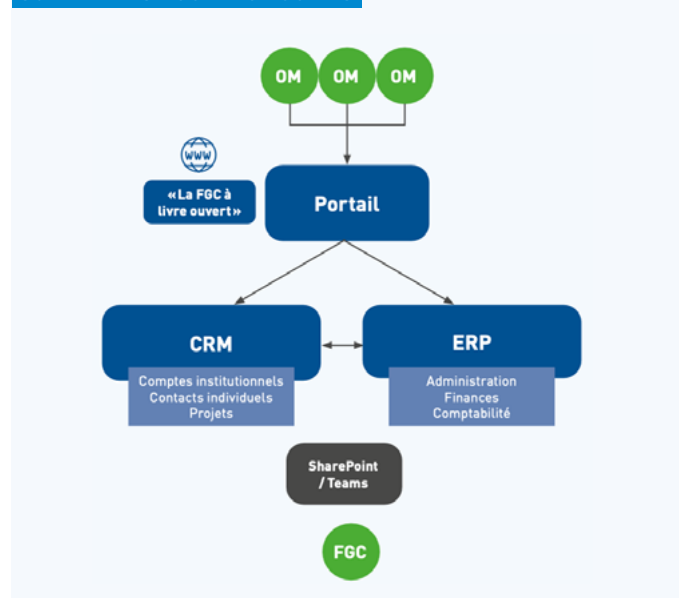 OM OM OM
WWW
«La FGC à
livre ouvert»
Portail
CRM
Comptes institutionnels
Contacts individuels
Projets
ERP
Administration
Finances
Comptabilité
SharePoint
/ Teams
FGC